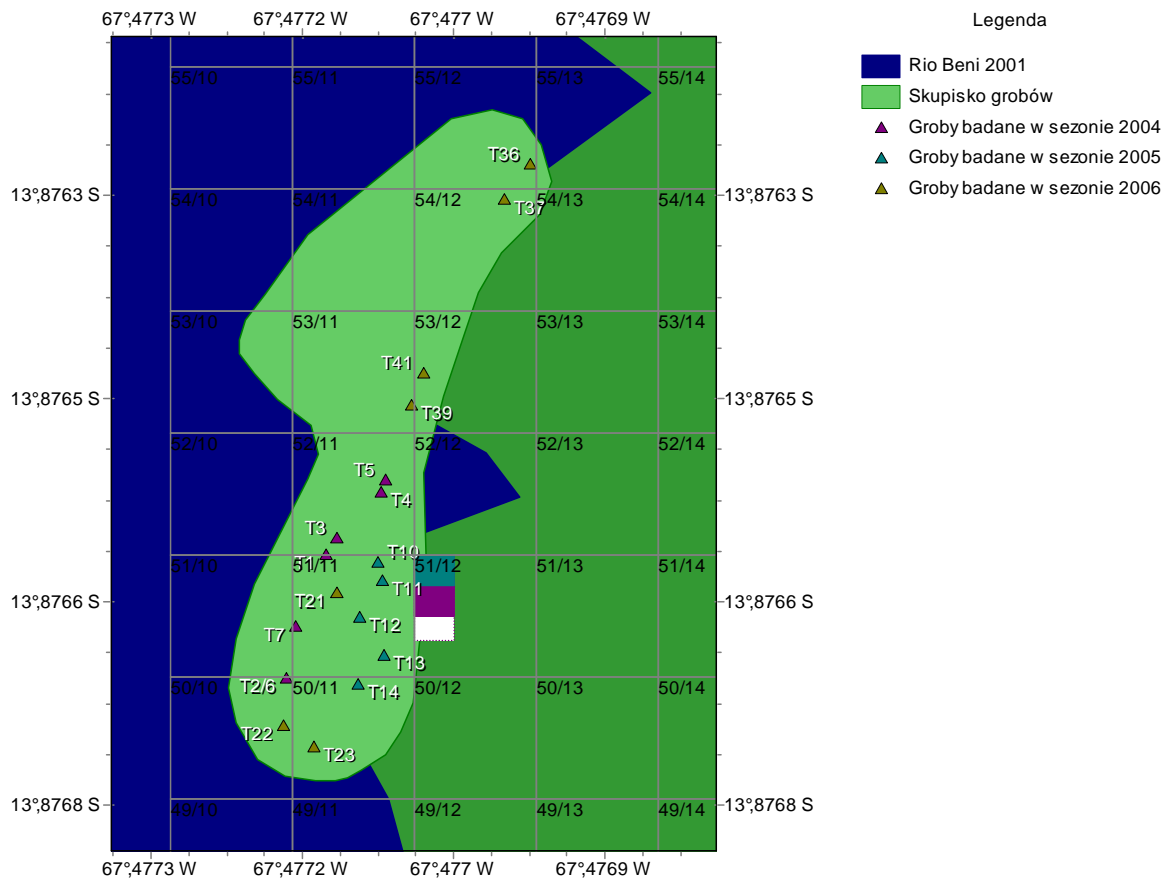 67°,4773 W 67°,4772 W 67°,477 W 67°,4769 W
Legenda
Rio Beni 2001
Skupisko grobów
Groby badane w sezonie 2004
Groby badane w sezonie 2005
Groby badane w sezonie 2006
55/10 55/11 55/12 55/13 55/14
T36
13°,8763 S 13°,8763 S
54/10 54/11 54/12 54/13 54/14
T37
53/10 53/11 53/12 53/13 53/14
T41
13°,8765 S 13°,8765 S
T39
52/10 52/11 52/12 52/13 52/14
T5
T4
T3
T10
T1
51/10 51/11 51/12 51/13 51/14
T11
T21
13°,8766 S 13°,8766 S
T12
T7
T13
T2/6
50/10 50/11 50/12 50/13 50/14
T14
T22
T23
13°,8768 S 13°,8768 S
49/10 49/11 49/12 49/13 49/14
67°,4773 W 67°,4772 W 67°,477 W 67°,4769 W